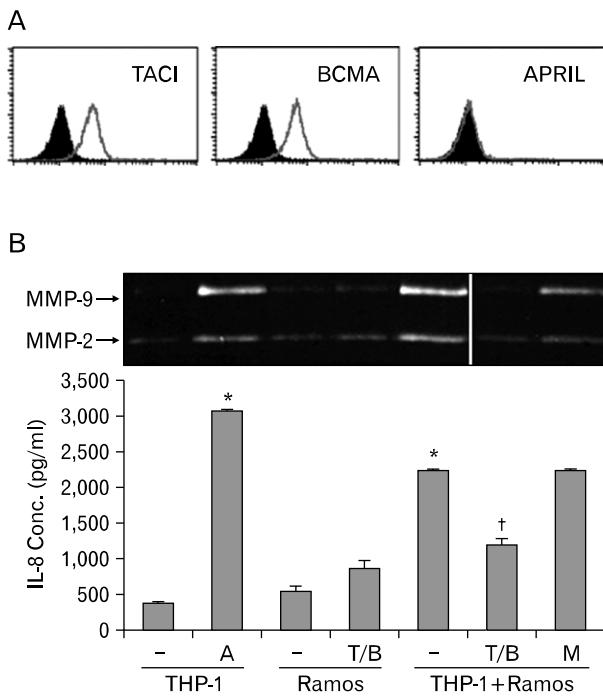 A
TACI
BCMA
APRIL
B
MMP-9
MMP-2
IL-8 Conc. (pg/ml)
3,500
3,000
2,500
2,000
1,500
1,000
500
0
*
*
†
– A – T/B – T/B M
THP-1 Ramos THP-1+Ramos